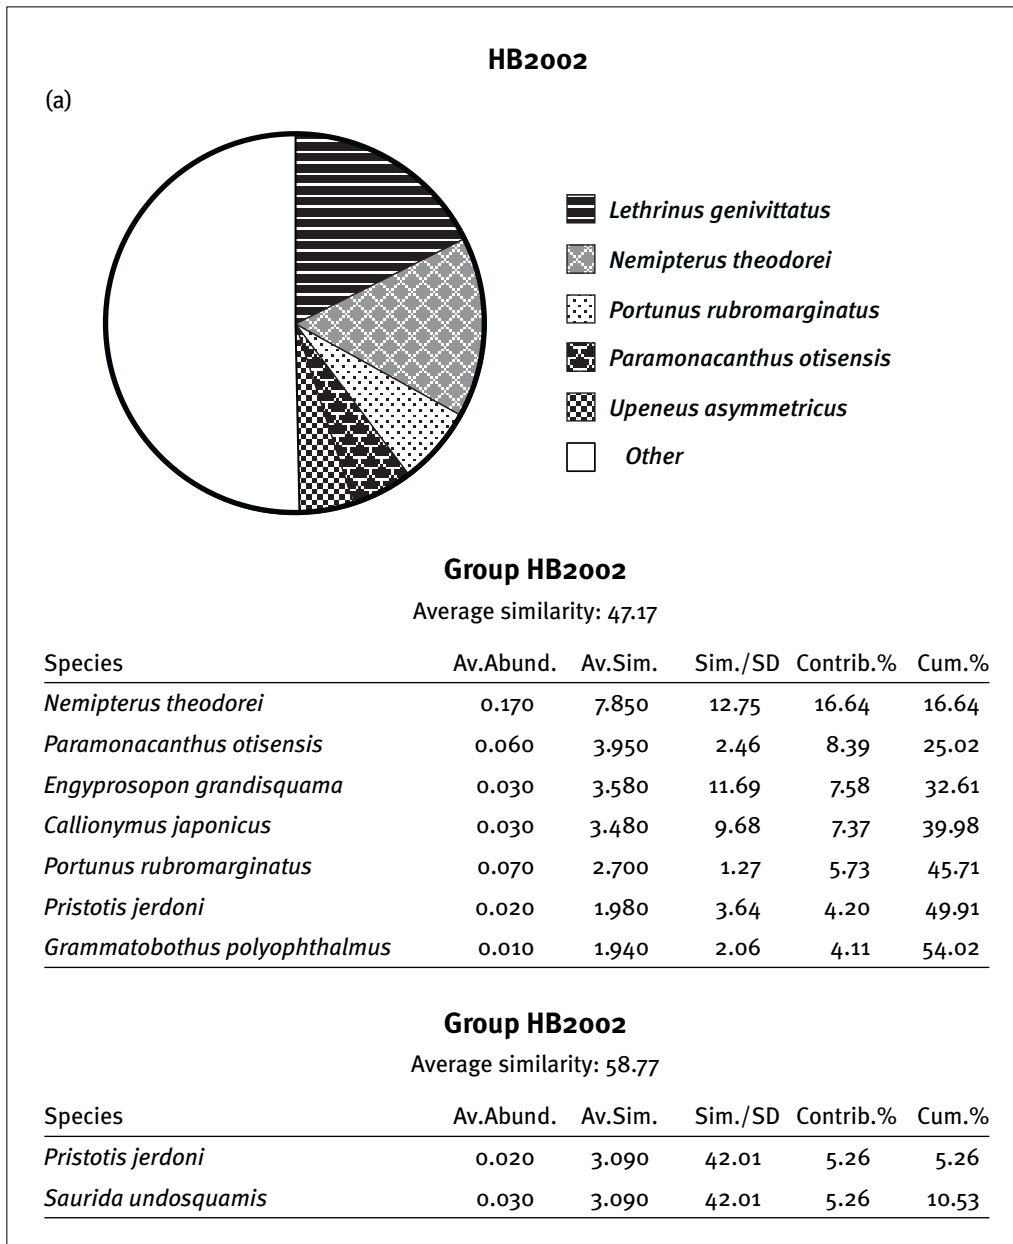 HB2002
(a)
Lethrinus genivittatus
Nemipterus theodorei
Portunus rubromarginatus
Paramonacanthus otisensis
Upeneus asymmetricus
Other
Group HB2002
Average similarity: 47.17
Species Av.Abund. Av.Sim. Sim./SD Contrib.% Cum.%
Nemipterus theodorei 0.170 7.850 12.75 16.64 16.64
Paramonacanthus otisensis 0.060 3.950 2.46 8.39 25.02
Engyprosopon grandisquama 0.030 3.580 11.69 7.58 32.61
Callionymus japonicus 0.030 3.480 9.68 7.37 39.98
Portunus rubromarginatus 0.070 2.700 1.27 5.73 45.71
Pristotis jerdoni 0.020 1.980 3.64 4.20 49.91
Grammatobothus polyophthalmus 0.010 1.940 2.06 4.11 54.02
Group HB2002
Average similarity: 58.77
Species Av.Abund. Av.Sim. Sim./SD Contrib.% Cum.%
Pristotis jerdoni 0.020 3.090 42.01 5.26 5.26
Saurida undosquamis 0.030 3.090 42.01 5.26 10.53